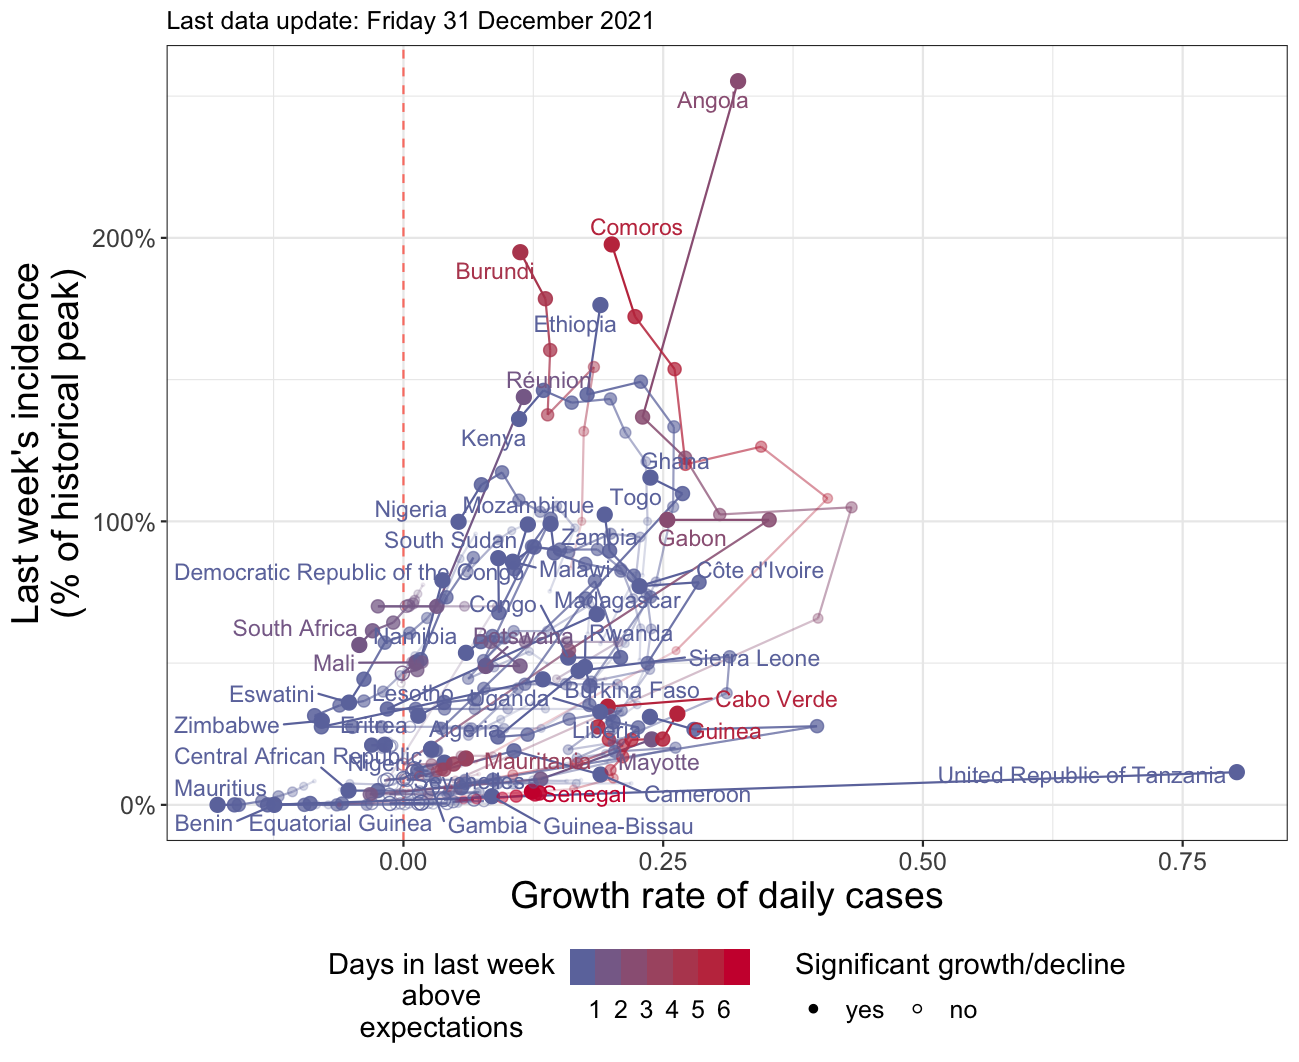 Last data update: Friday 31 December 2021
Last week's incidence
(% of historical peak)
200%
100%
0%
Angola
Comoros
Burundi
Ethiopia
Réunion
Kenya
Ghana
Togo
Nigeria
Mozambique
South Sudan
Zambia
Gabon
Democratic Republic of the Congo
Malawi
Côte d'Ivoire
Congo
Madagascar
South Africa
Namibia
Botswana
Rwanda
Mali
Sierra Leone
Eswatini
Lesotho
Uganda
Burkina Faso
Cabo Verde
Zimbabwe
Eritrea
Algeria
Liberia
Guinea
Central African Republic
Niger
Mauritania
Mayotte
United Republic of Tanzania
Mauritius
Seychelles
Senegal
Cameroon
Benin
Equatorial Guinea
Gambia
Guinea-Bissau
0.00
0.25
0.50
0.75
Growth rate of daily cases
Days in last week
above
expectations
1 2 3 4 5 6
Significant growth/decline
yes
no